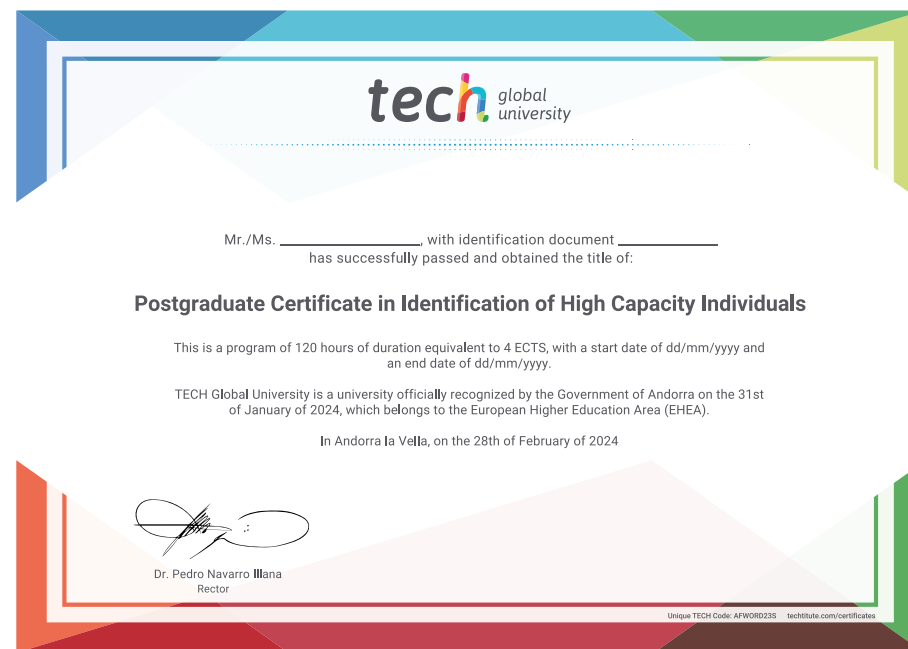 tech global university
Mr./Ms. ____________________, with identification document ______________
has successfully passed and obtained the title of:
Postgraduate Certificate in Identification of High Capacity Individuals
This is a program of 120 hours of duration equivalent to 4 ECTS, with a start date of dd/mm/yyyy and
an end date of dd/mm/yyyy.
TECH Global University is a university officially recognized by the Government of Andorra on the 31st
of January of 2024, which belongs to the European Higher Education Area (EHEA).
In Andorra la Vella, on the 28th of February of 2024
Dr. Pedro Navarro Illana
Rector
Unique TECH Code: AFWORD23S techtitute.com/certificates